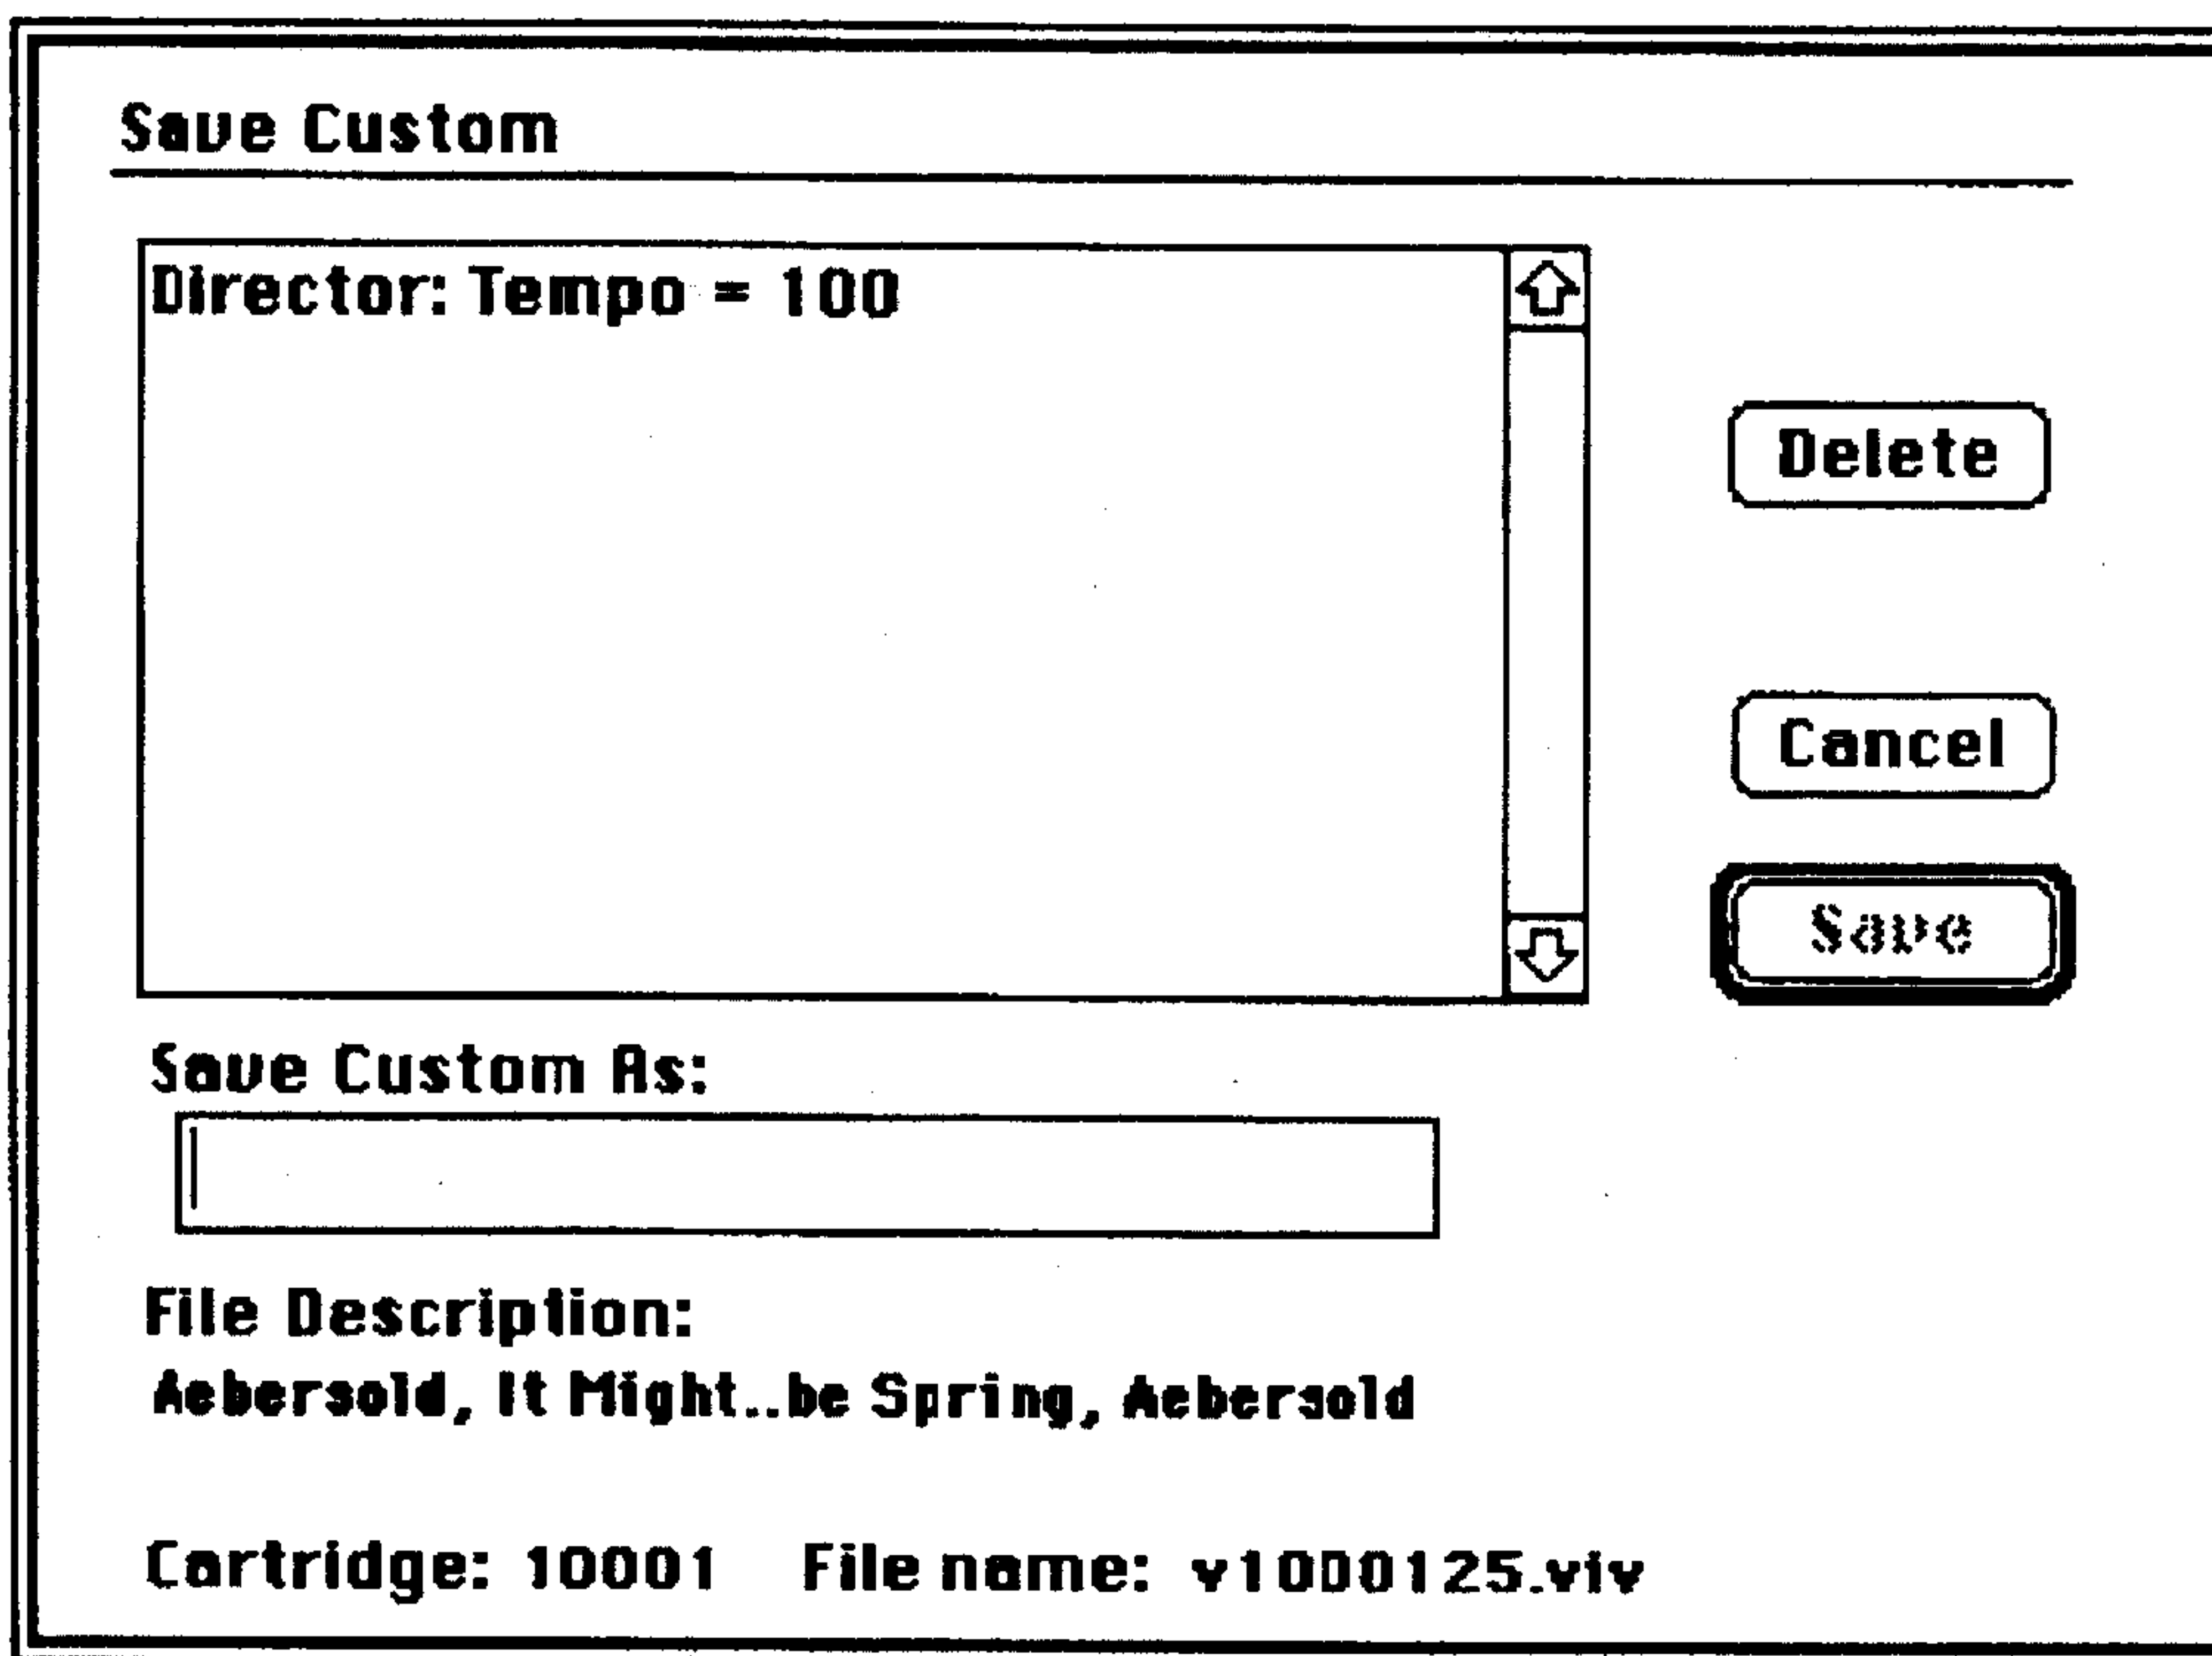 Save Custom
Director: Tempo = 100
Delete
Cancel
Save
Save Custom As:
File Description:
Aebersold, It Might...be Spring, Aebersold
Cartridge: 10001 File name: v1000125.viv